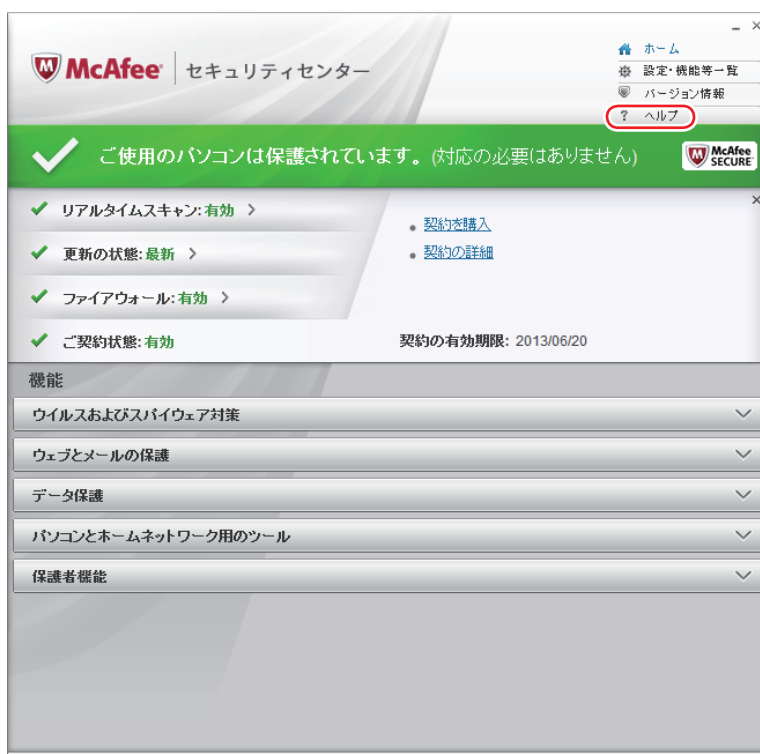 McAfee セキュリティセンター
ホーム
設定・機能等一覧
バージョン情報
? ヘルプ
ご使用のパソコンは保護されています。(対応の必要はありません)
McAfee SECURE
リアルタイムスキャン:有効
契約を購入
更新の状態:最新
契約の詳細
ファイアウォール:有効
ご契約状態:有効
契約の有効期限: 2013/06/20
機能
ウイルスおよびスパイウェア対策
ウェブとメールの保護
データ保護
パソコンとホームネットワーク用のツール
保護者機能